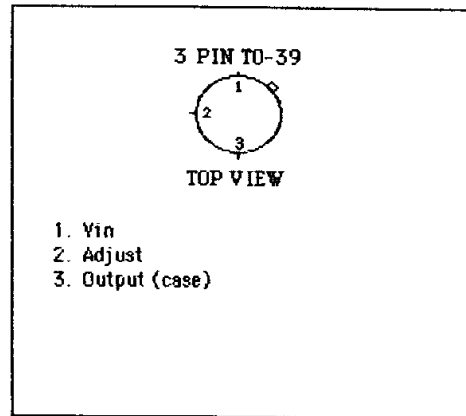 3 PIN TO-39
1
2
3
TOP VIEW
1. Vin
2. Adjust
3. Output (case)